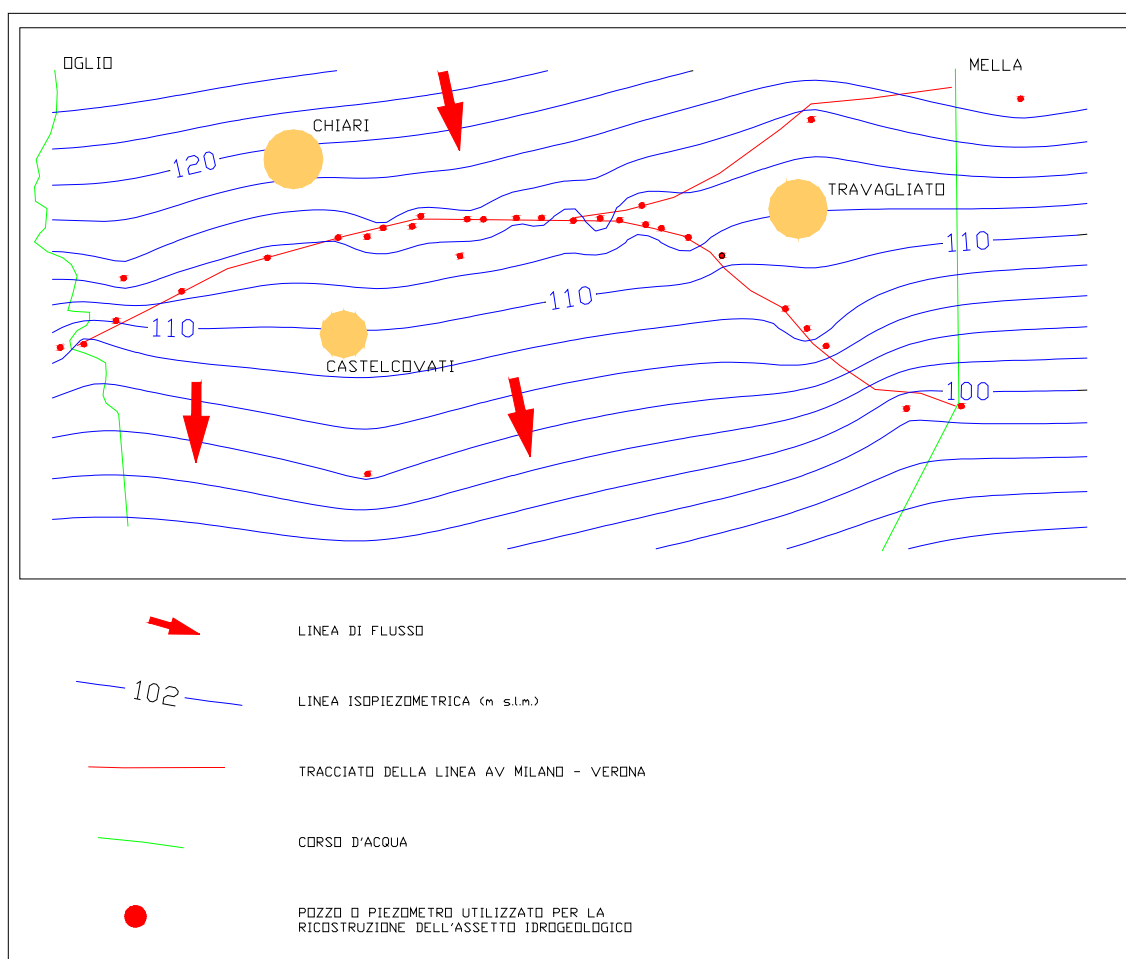 OGLIO
MELLA
CHIARI
120
TRAVAGLIATO
110
110
110
CASTELCOVATI
100
LINEA DI FLUSSO
102
LINEA ISOPIEZOMETRICA (m s.l.m.)
TRACCIATO DELLA LINEA AV MILANO - VERONA
CORSO D'ACQUA
POZZO O PIEZOMETRO UTILIZZATO PER LA
RICOSTRUZIONE DELL'ASSETTO IDROGEOLOGICO